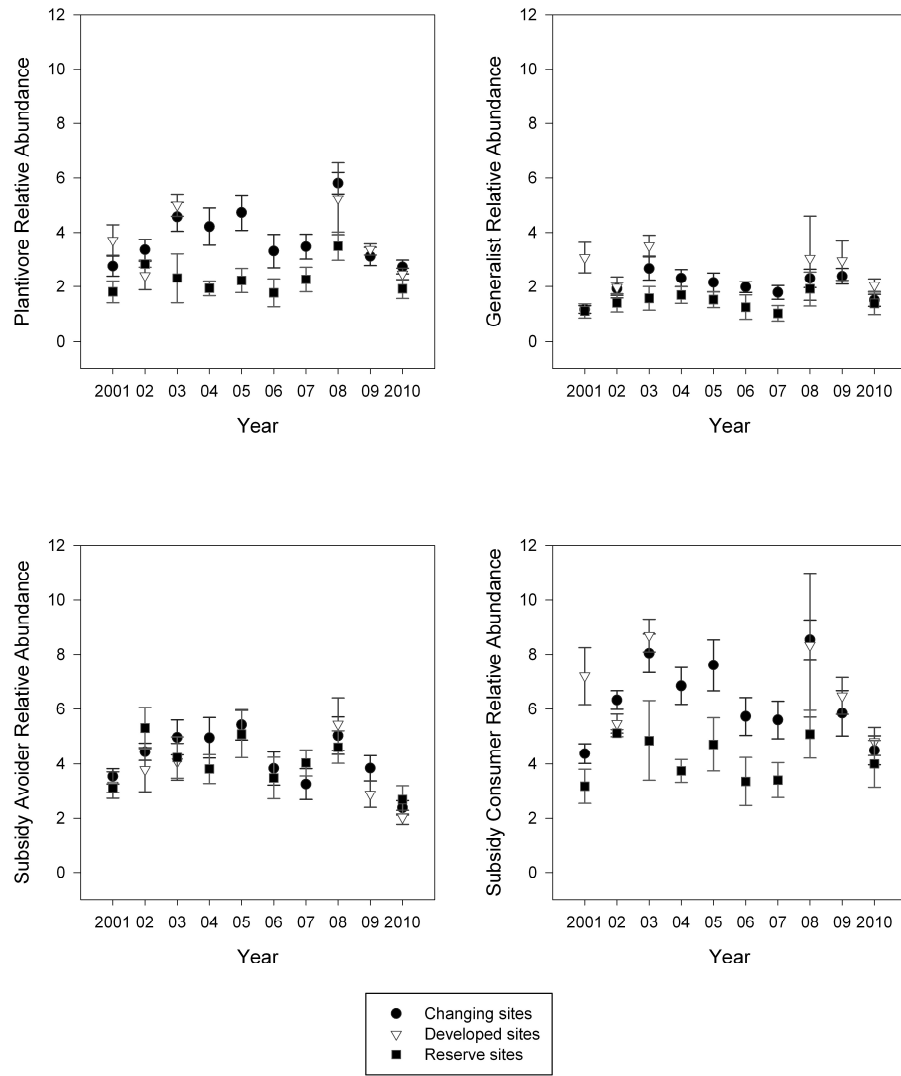 12
10
8
6
4
2
0
Plantivore Relative Abundance
2001 02 03 04 05 06 07 08 09 2010
Year
12
10
8
6
4
2
0
Generalist Relative Abundance
2001 02 03 04 05 06 07 08 09 2010
Year
12
10
8
6
4
2
0
Subsidy Avoider Relative Abundance
2001 02 03 04 05 06 07 08 09 2010
Year
12
10
8
6
4
2
0
Subsidy Consumer Relative Abundance
2001 02 03 04 05 06 07 08 09 2010
Year
Changing sites
Developed sites
Reserve sites